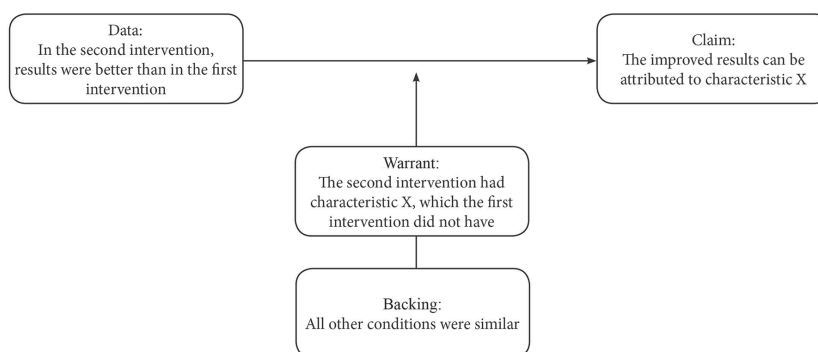 Data:
In the second intervention,
results were better than in the first
intervention
Claim:
The improved results can be
attributed to characteristic X
Warrant:
The second intervention had
characteristic X, which the first
intervention did not have
Backing:
All other conditions were similar